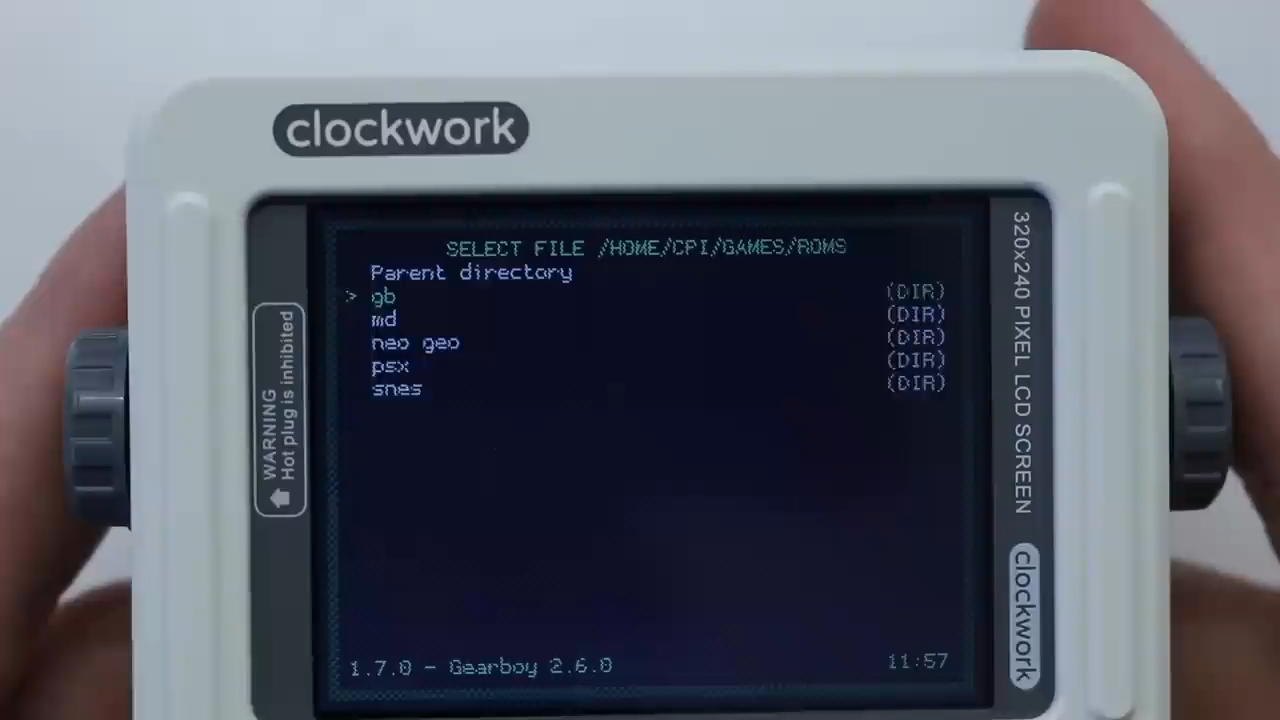 clockwork
WARNING
Hot plug is inhibited
SELECT FILE /HOME/CPI/GAMES/ROMS
Parent directory
> gb (DIR)
md (DIR)
neo geo (DIR)
psx (DIR)
snes (DIR)
1.7.0 - Gearboy 2.6.0 11:57
320x240 PIXEL LCD SCREEN
clockwork